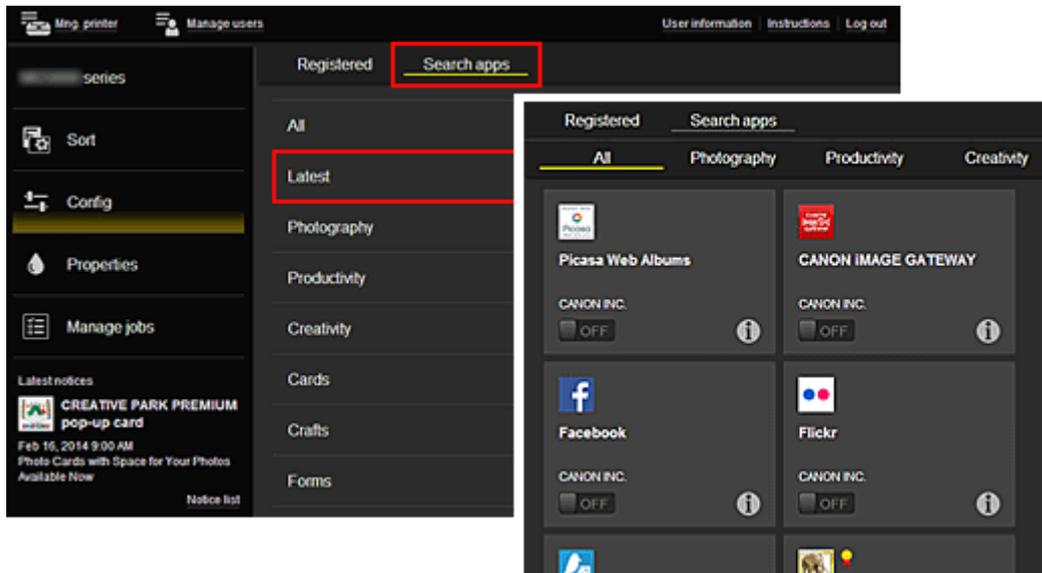 Mng. printer
Manage users
User information
Instructions
Log out
series
Sort
Config
Properties
Manage jobs
Latest notices
CREATIVE PARK PREMIUM
pop-up card
Feb 16, 2014 9:00 AM
Photo Cards with Space for Your Photos
Available Now
Notice list
Registered
Search apps
All
Latest
Photography
Productivity
Creativity
Cards
Crafts
Forms
Registered
Search apps
All
Photography
Productivity
Creativity
Picasa
Picasa Web Albums
CANON INC.
OFF
CANON iMAGE GATEWAY
CANON INC.
OFF
Facebook
CANON INC.
OFF
Flickr
CANON INC.
OFF